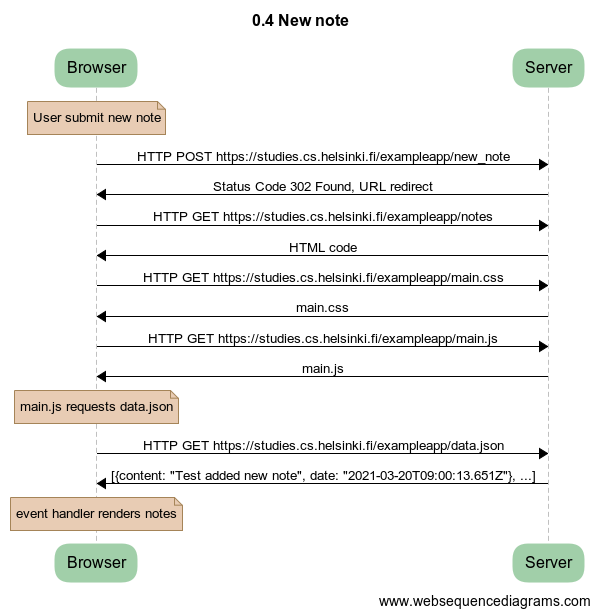 0.4 New note
Browser
Server
User submit new note
HTTP POST https://studies.cs.helsinki.fi/exampleapp/new_note
Status Code 302 Found, URL redirect
HTTP GET https://studies.cs.helsinki.fi/exampleapp/notes
HTML code
HTTP GET https://studies.cs.helsinki.fi/exampleapp/main.css
main.css
HTTP GET https://studies.cs.helsinki.fi/exampleapp/main.js
main.js
main.js requests data.json
HTTP GET https://studies.cs.helsinki.fi/exampleapp/data.json
[{content: "Test added new note", date: "2021-03-20T09:00:13.651Z"}, ...]
event handler renders notes
Browser
Server
www.websequencediagrams.com